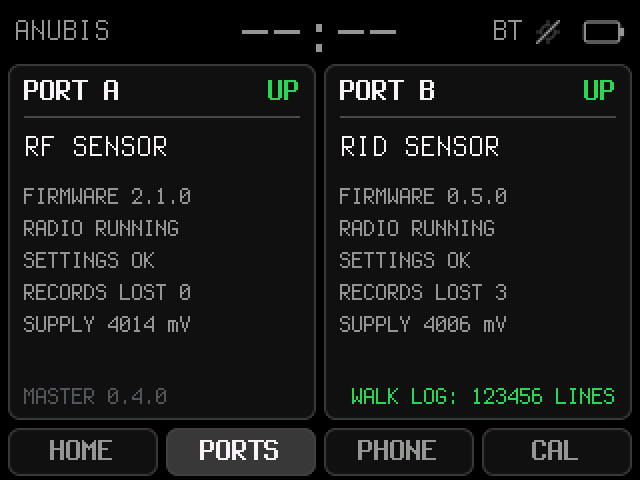 ANUBIS --:-- BT
PORT A UP
RF SENSOR
FIRMWARE 2.1.0
RADIO RUNNING
SETTINGS OK
RECORDS LOST 0
SUPPLY 4014 mV
MASTER 0.4.0
PORT B UP
RID SENSOR
FIRMWARE 0.5.0
RADIO RUNNING
SETTINGS OK
RECORDS LOST 3
SUPPLY 4006 mV
WALK LOG: 123456 LINES
HOME PORTS PHONE CAL